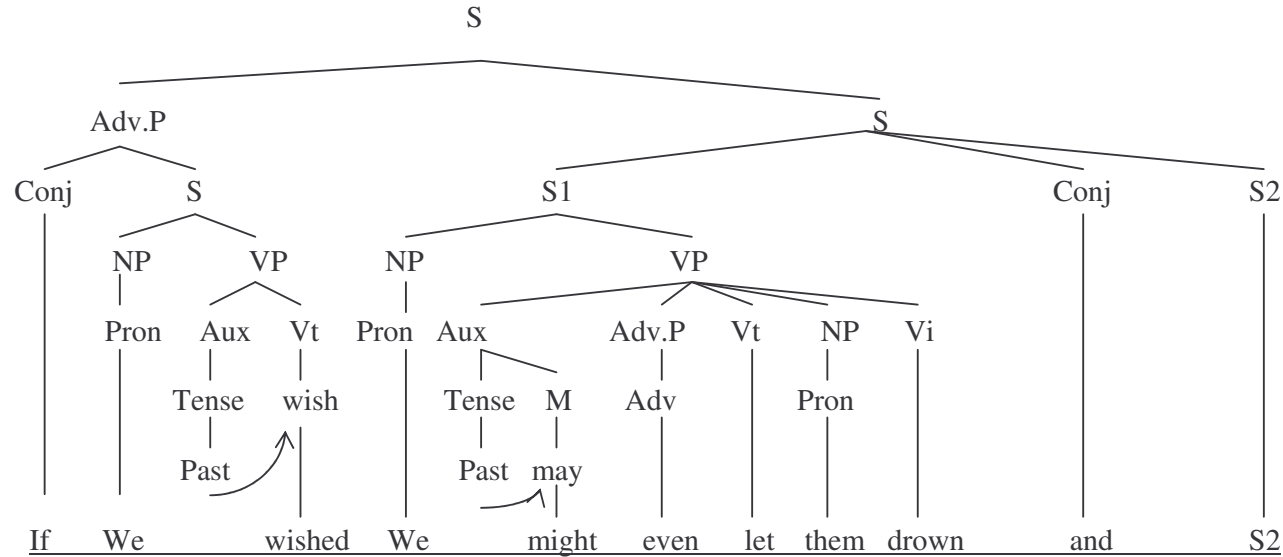 S
Adv.P S
Conj S S1 Conj S2
NP VP NP VP
Pron Aux Vt Pron Aux Adv.P Vt NP Vi
Tense wish Tense M Adv Pron
Past Past may
If We wished We might even let them drown and S2